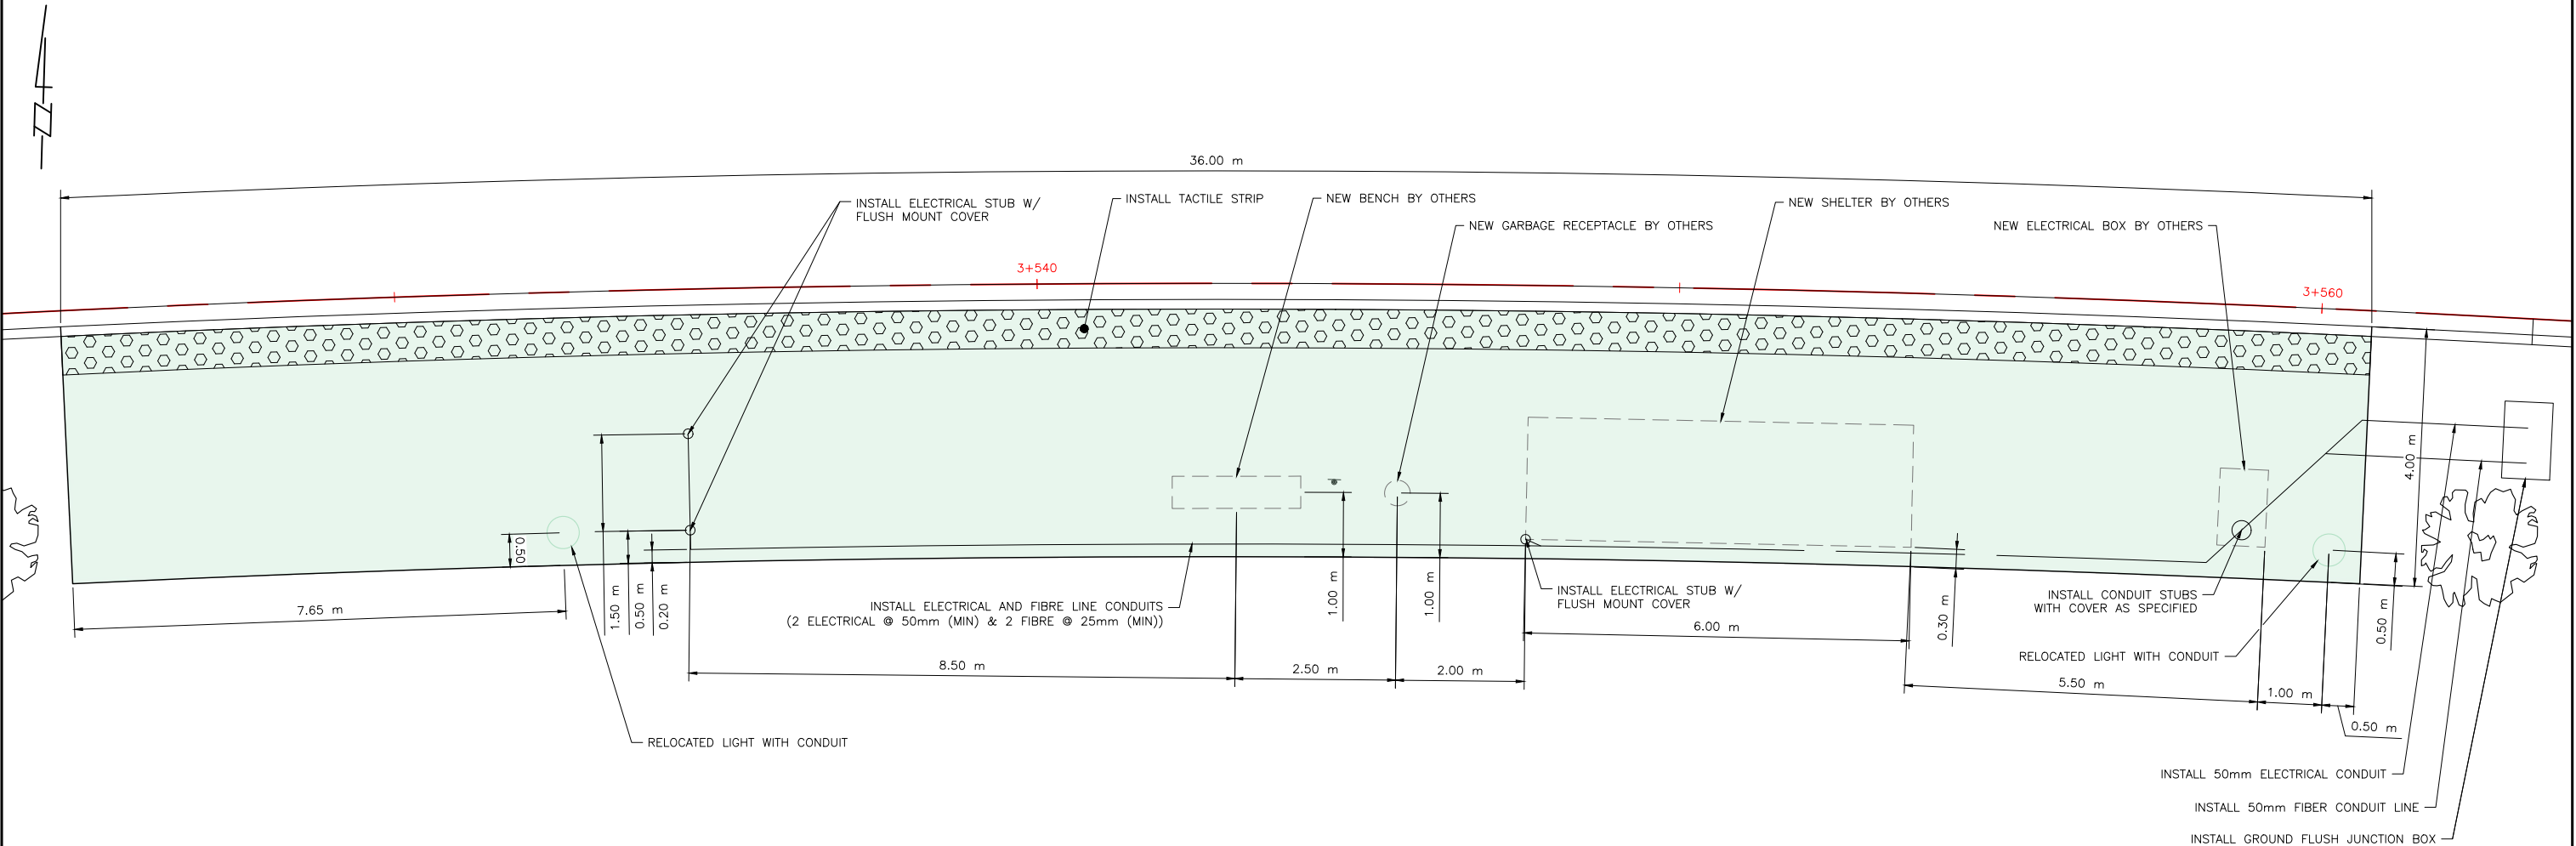 N
36.00 m
INSTALL ELECTRICAL STUB W/
FLUSH MOUNT COVER
INSTALL TACTILE STRIP
NEW BENCH BY OTHERS
NEW GARBAGE RECEPTACLE BY OTHERS
NEW SHELTER BY OTHERS
NEW ELECTRICAL BOX BY OTHERS
3+540
3+560
4.00 m
0.50
7.65 m
1.50 m
0.50 m
0.20 m
INSTALL ELECTRICAL AND FIBRE LINE CONDUITS
(2 ELECTRICAL @ 50mm (MIN) & 2 FIBRE @ 25mm (MIN))
1.00 m
1.00 m
INSTALL ELECTRICAL STUB W/
FLUSH MOUNT COVER
6.00 m
0.30 m
INSTALL CONDUIT STUBS
WITH COVER AS SPECIFIED
0.50 m
RELOCATED LIGHT WITH CONDUIT
8.50 m
2.50 m
2.00 m
5.50 m
1.00 m
0.50 m
RELOCATED LIGHT WITH CONDUIT
INSTALL 50mm ELECTRICAL CONDUIT
INSTALL 50mm FIBER CONDUIT LINE
INSTALL GROUND FLUSH JUNCTION BOX